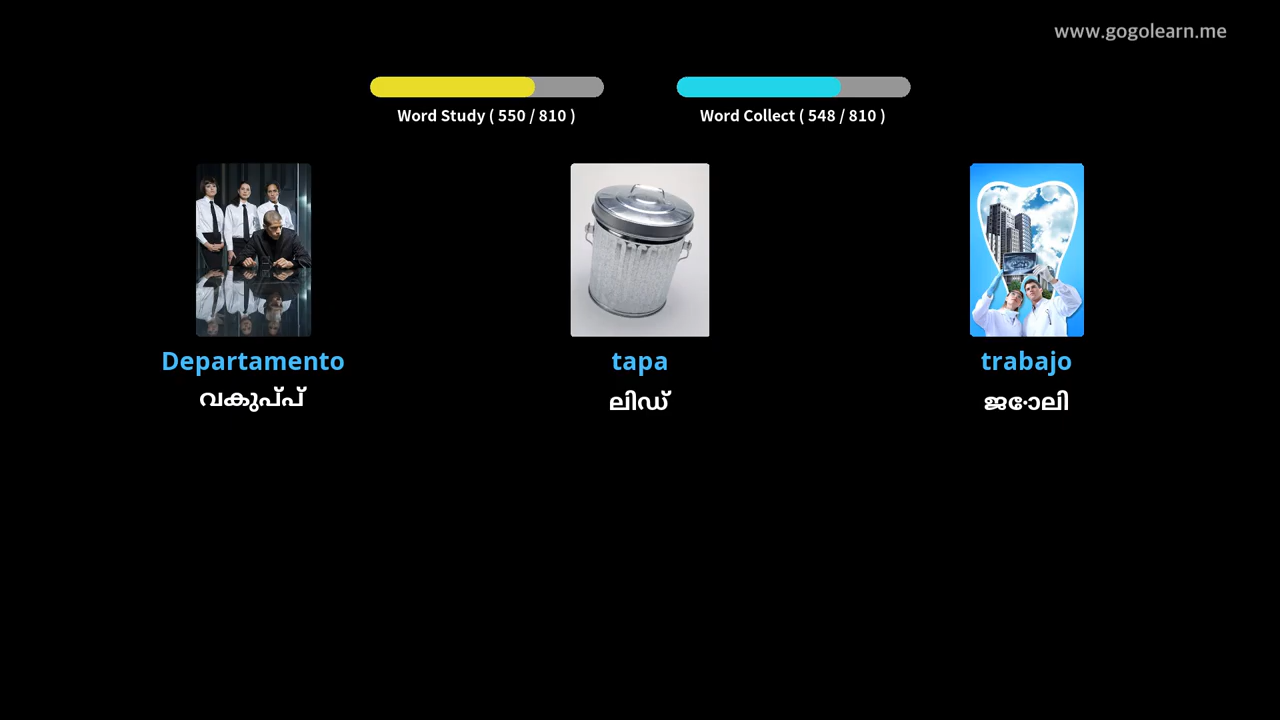 www.gogolearn.me
Word Study ( 550 / 810 )
Word Collect ( 548 / 810 )
Departamento
വകുപ്പ്
tapa
ലിഡ്
trabajo
ജോലി